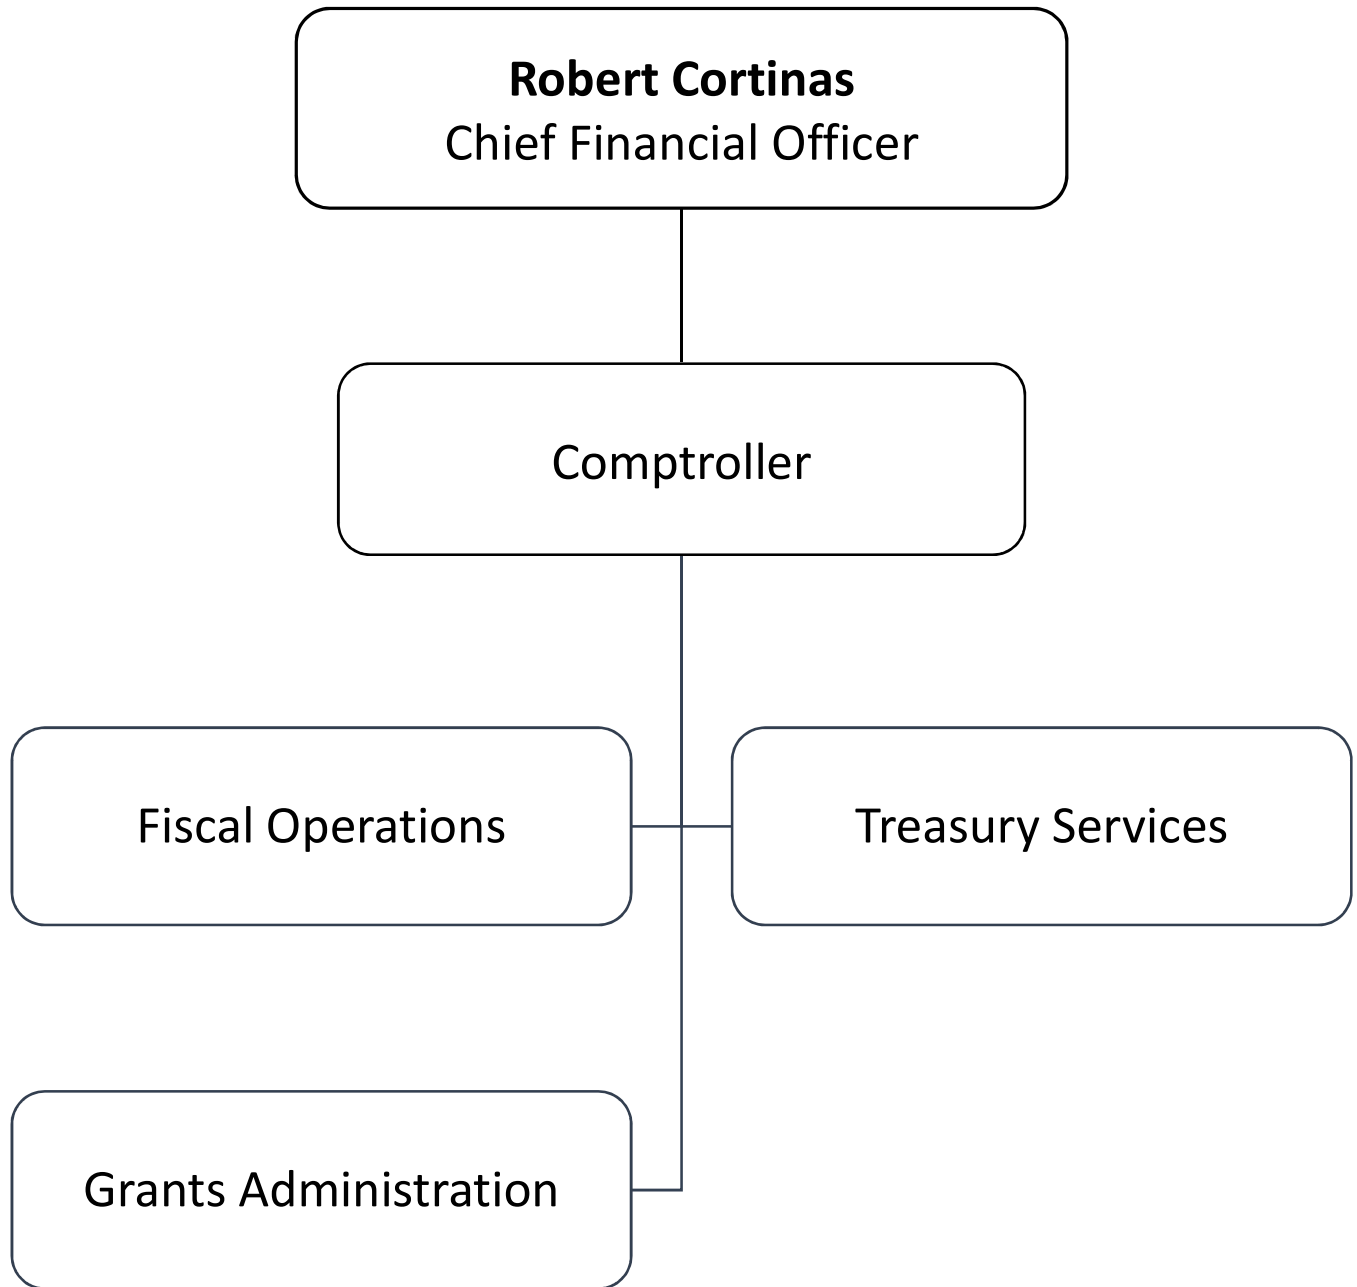 Robert Cortinas
Chief Financial Officer
Comptroller
Fiscal Operations
Treasury Services
Grants Administration